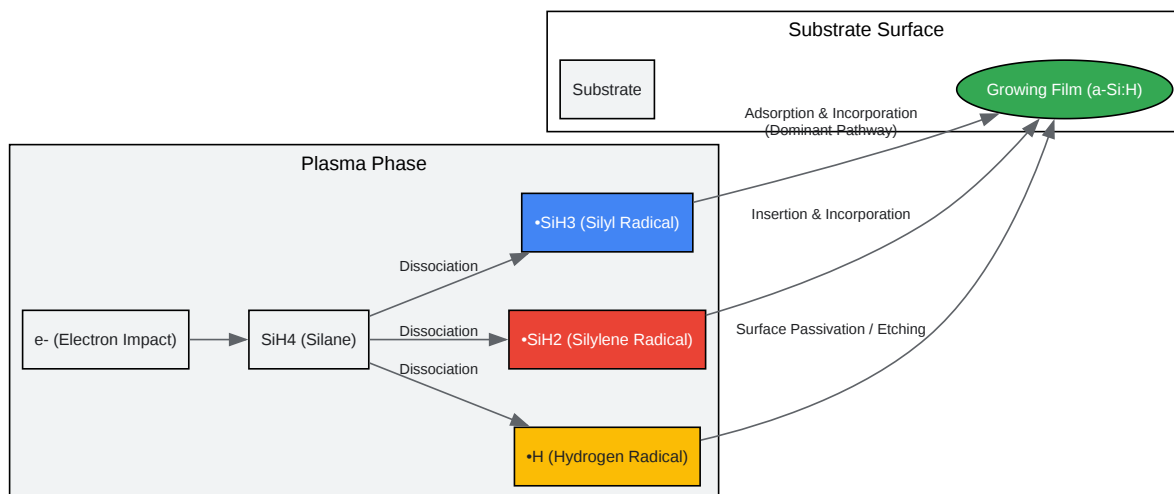 Substrate Surface
Substrate
Growing Film (a-Si:H)
Adsorption & Incorporation
(Dominant Pathway)
Plasma Phase
•SiH3 (Silyl Radical)
Insertion & Incorporation
Dissociation
e- (Electron Impact)
SiH4 (Silane)
Dissociation
•SiH2 (Silylene Radical)
Surface Passivation / Etching
Dissociation
•H (Hydrogen Radical)